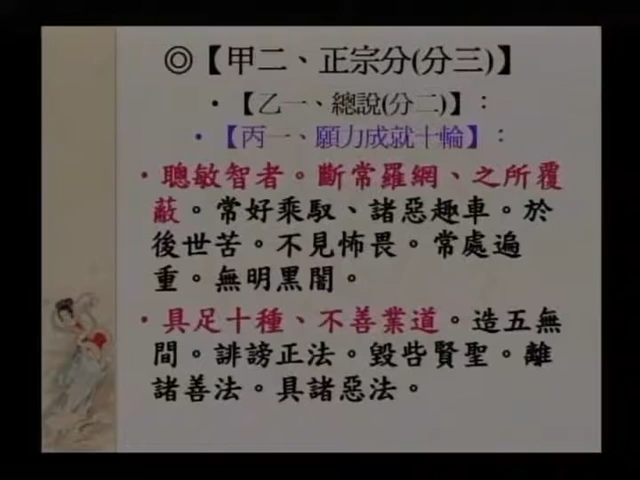 ◎【甲二、正宗分(分三)】
・【乙一、總說(分二)】：
・【丙一、願力成就十輪】：
・聰敏智者。斷常羅網、之所覆
蔽。常好乘馭、諸惡趣車。於
後世苦。不見怖畏。常處遍
重。無明黑闇。
・具足十種、不善業道。造五無
間。誹謗正法。毀呰賢聖。離
諸善法。具諸惡法。